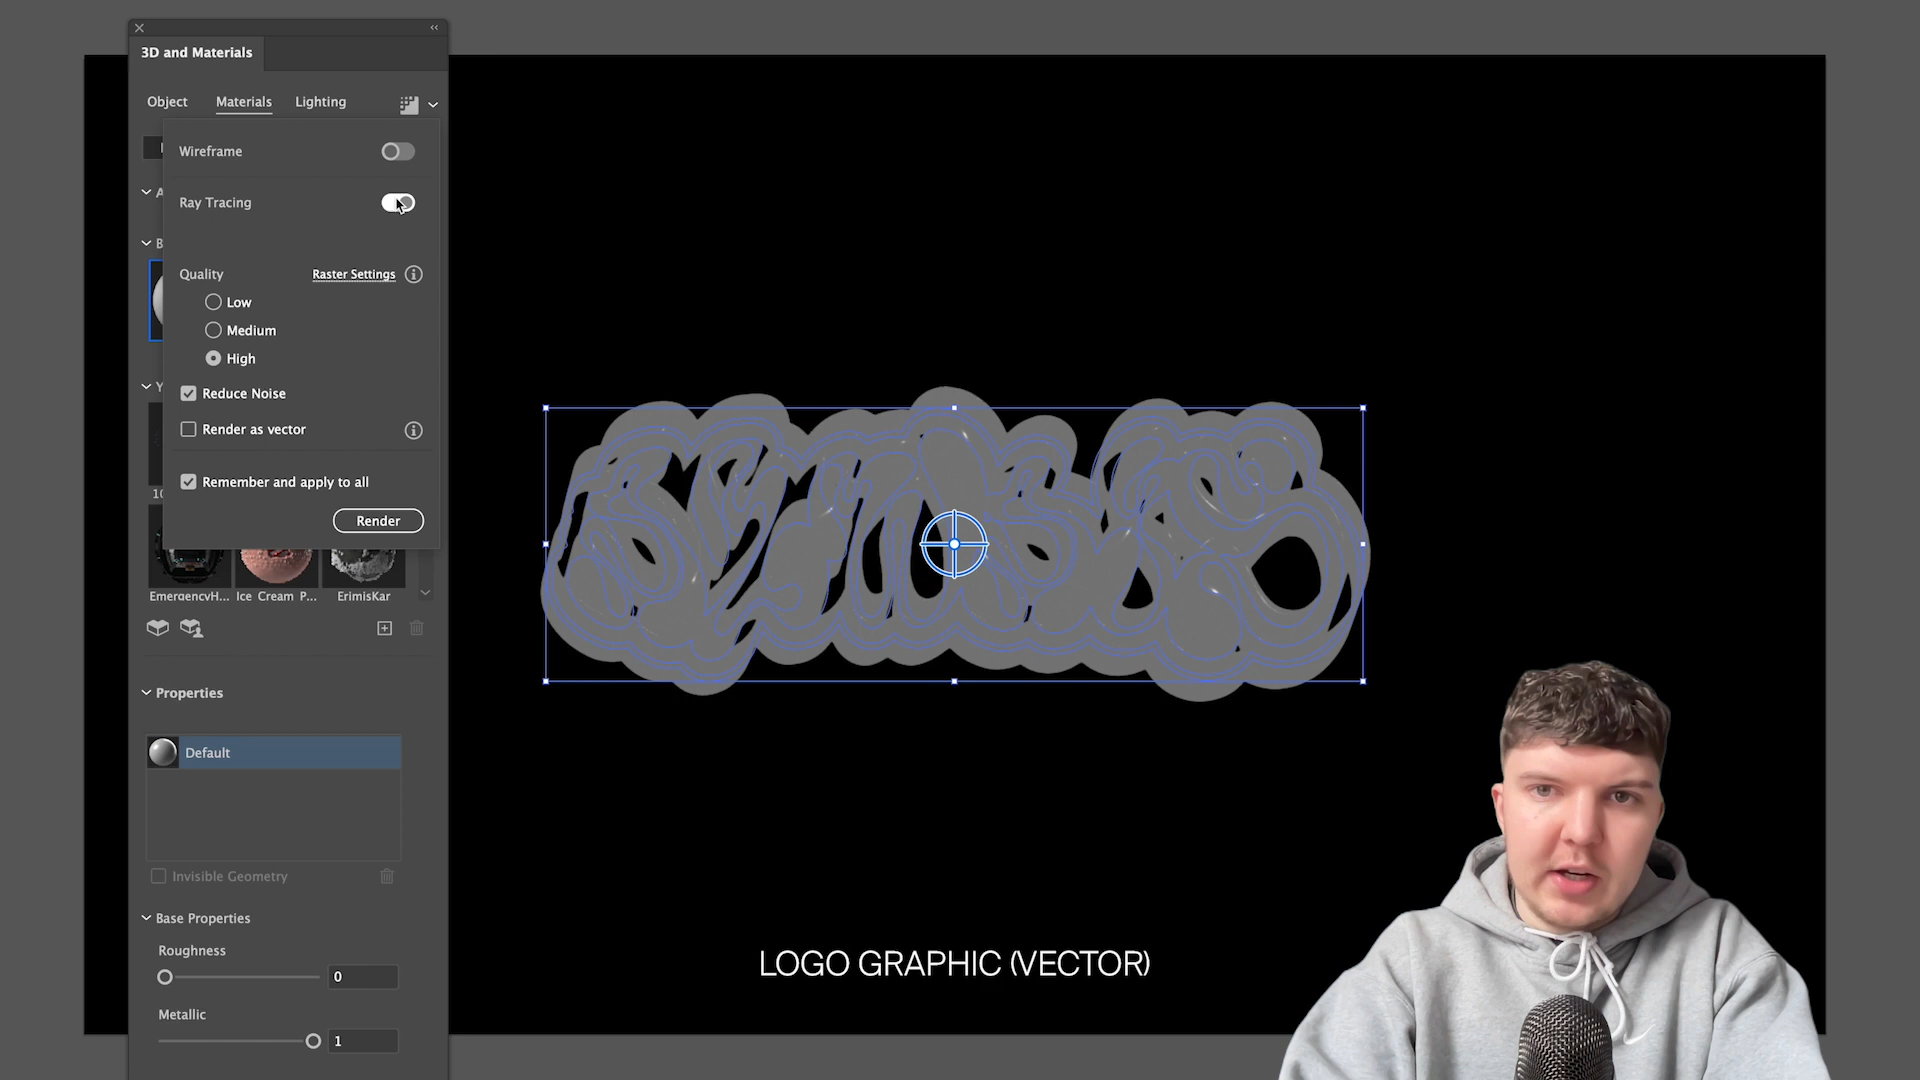 3D and Materials
Object Materials Lighting
Wireframe
Ray Tracing
Quality Raster Settings
Low
Medium
High
Reduce Noise
Render as vector
Remember and apply to all
Render
EmergencyH... Ice Cream P... ErimisKar
Properties
Default
Invisible Geometry
Base Properties
Roughness
0
Metallic
1
LOGO GRAPHIC (VECTOR)